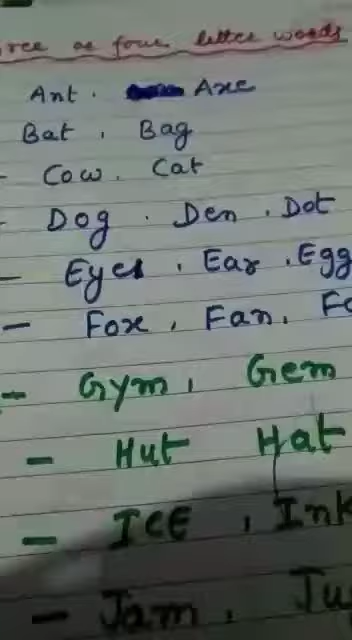 ree or four letter words
Ant . Axe
Bat , Bag
- Cow . Cat
- Dog . Den . Dot
- Eyes , Ear . Egg
- Fox , Fan ,
- Gym , Gem
- Hut Hat
- ICE , Ink
- Jam ,